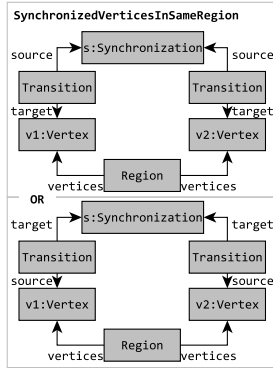 SynchronizedVerticesInSameRegion
s:Synchronization
source source
Transition Transition
target target
v1:Vertex v2:Vertex
Region
vertices vertices
OR
s:Synchronization
target target
Transition Transition
source source
v1:Vertex v2:Vertex
Region
vertices vertices